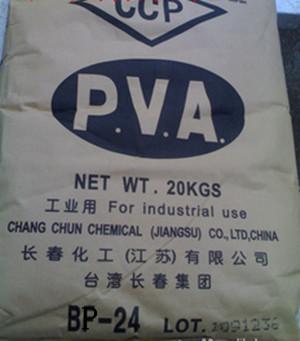 CCP
P.V.A.
NET WT. 20KGS
工业用 For industrial use
CHANG CHUN CHEMICAL (JIANGSU) CO., LTD, CHINA
长春化工(江苏)有限公司
台湾长春集团
BP-24 LOT.